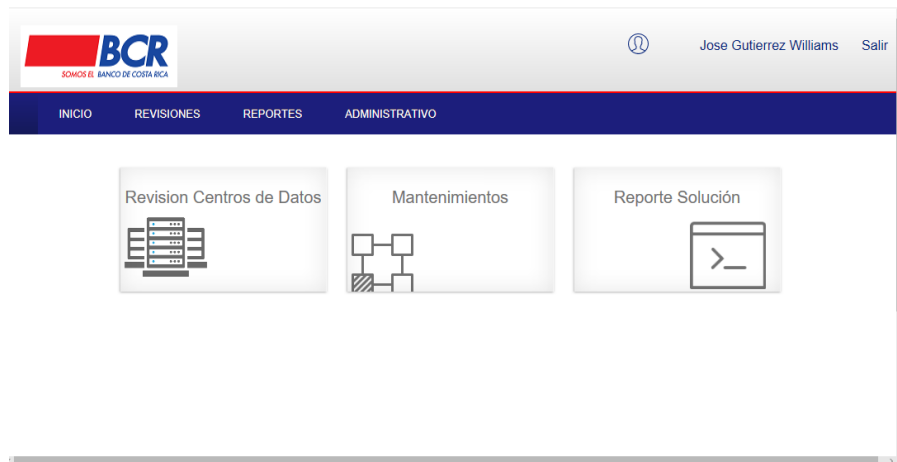 BCR
SOMOS EL BANCO DE COSTA RICA
Jose Gutierrez Williams Salir
INICIO REVISIONES REPORTES ADMINISTRATIVO
Revision Centros de Datos
Mantenimientos
Reporte Solución